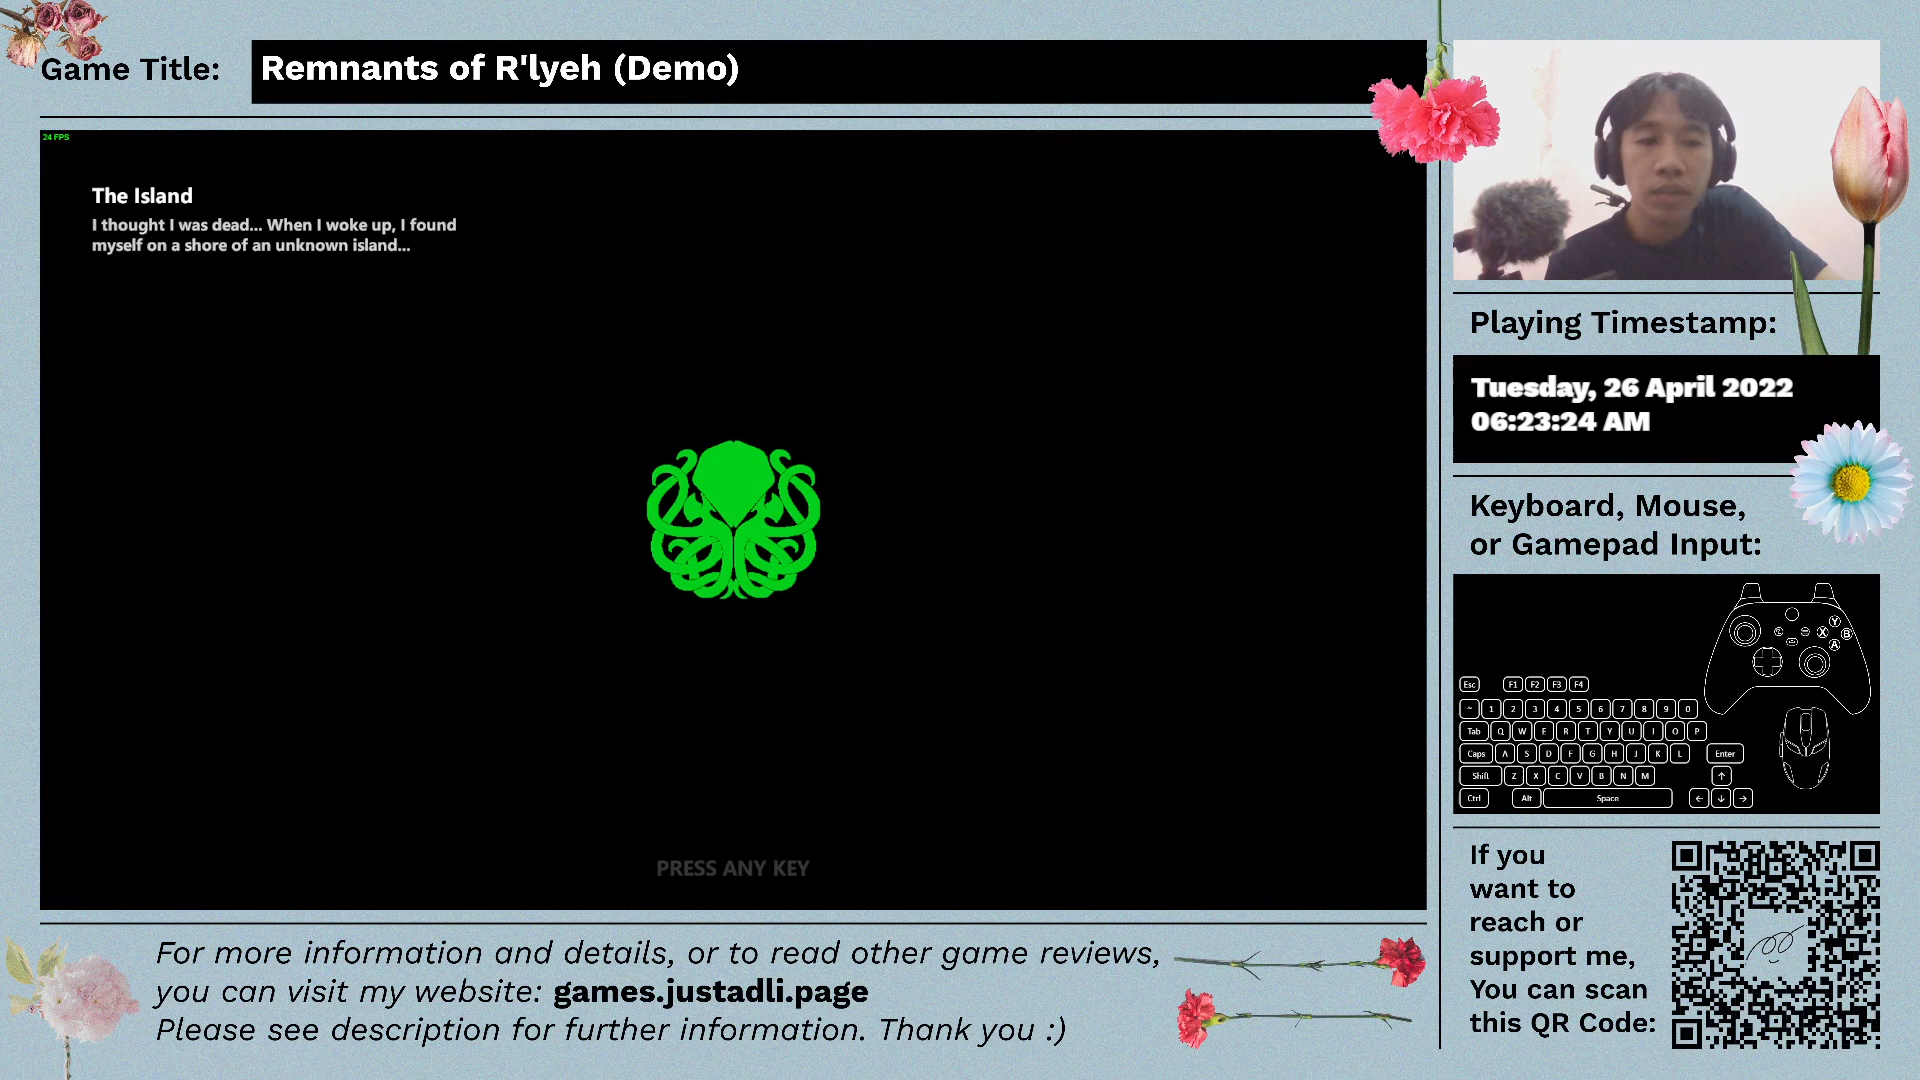 Game Title:
Remnants of R'lyeh (Demo)
24 FPS
The Island
I thought I was dead... When I woke up, I found
myself on a shore of an unknown island...
PRESS ANY KEY
Playing Timestamp:
Tuesday, 26 April 2022
06:23:24 AM
Keyboard, Mouse,
or Gamepad Input:
Y
X B
A
Esc F1 F2 F3 F4
~ 1 2 3 4 5 6 7 8 9 0
Tab Q W E R T Y U I O P
Caps A S D F G H J K L Enter
Shift Z X C V B N M ↑
Ctrl Alt Space ← ↓ →
If you
want to
reach or
support me,
You can scan
this QR Code:
For more information and details, or to read other game reviews,
you can visit my website: games.justadli.page
Please see description for further information. Thank you :)